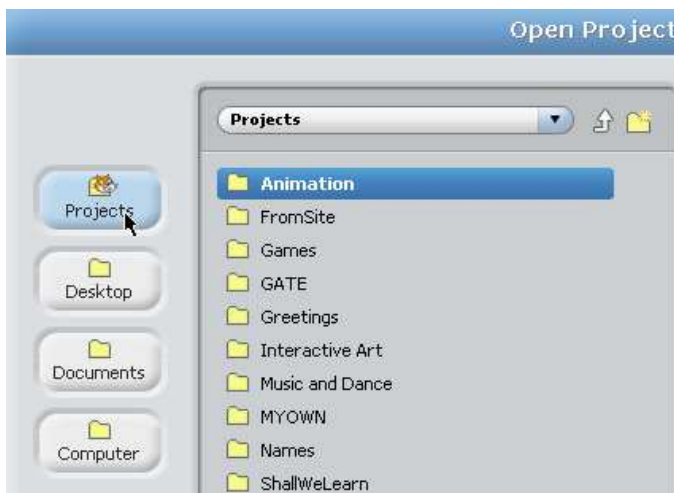 Open Project
Projects
Projects
Desktop
Documents
Computer
Animation
FromSite
Games
GATE
Greetings
Interactive Art
Music and Dance
MYOWN
Names
ShallWeLearn